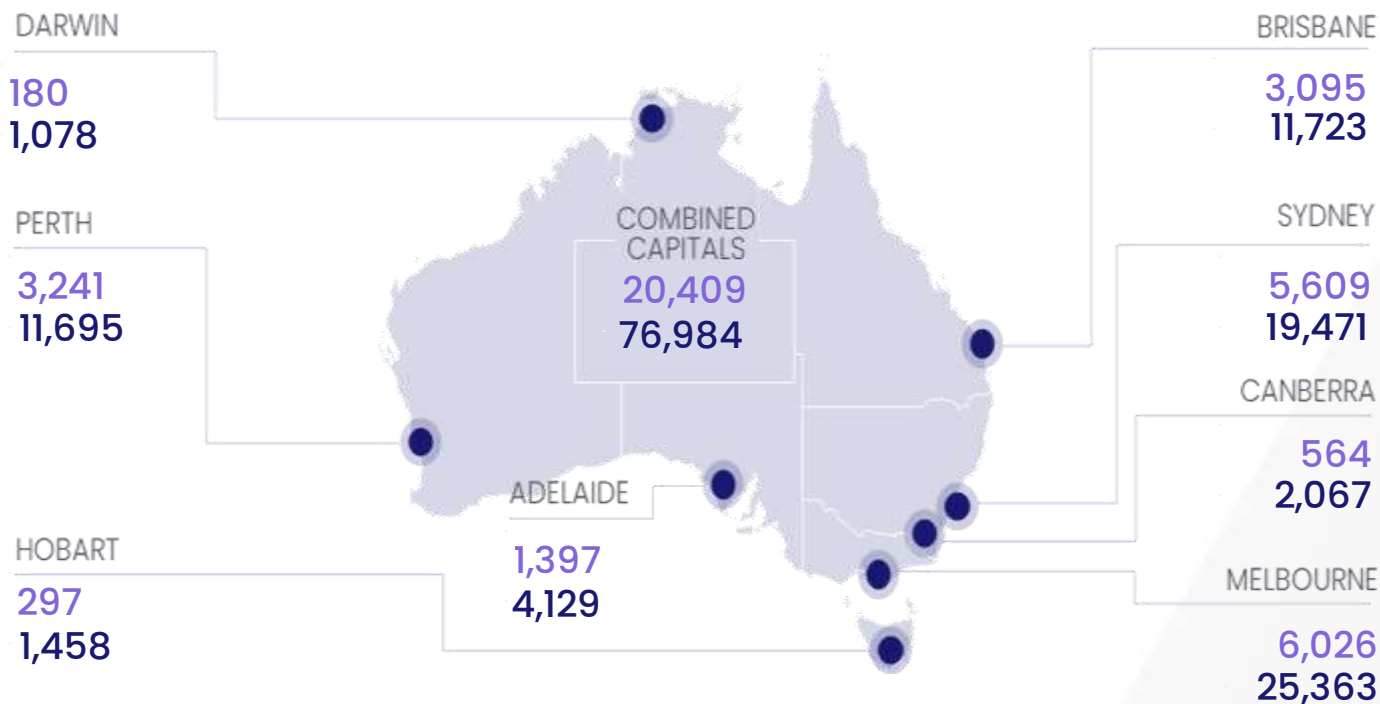 DARWIN
180
1,078
PERTH
3,241
11,695
HOBART
297
1,458
ADELAIDE
1,397
4,129
COMBINED
CAPITALS
20,409
76,984
BRISBANE
3,095
11,723
SYDNEY
5,609
19,471
CANBERRA
564
2,067
MELBOURNE
6,026
25,363